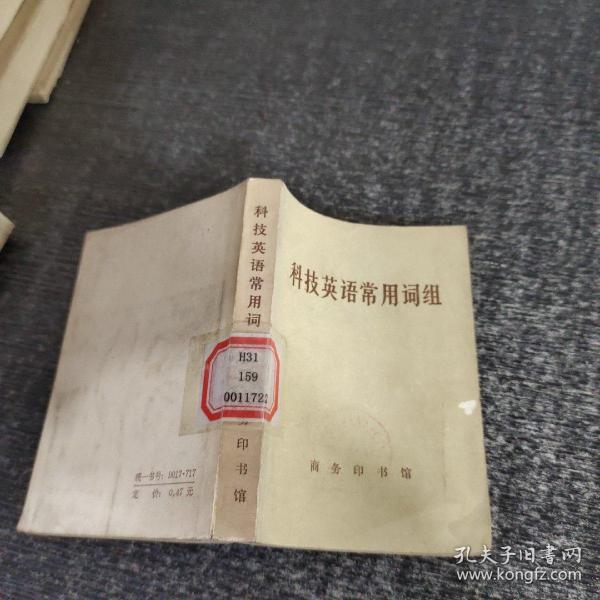 科技英语常用词组
商务印书馆
科技英语常用词
H31
159
0011722
务印书馆
统一书号：9017·717
定价：0.47元
孔夫子旧书网
www.kongfz.com